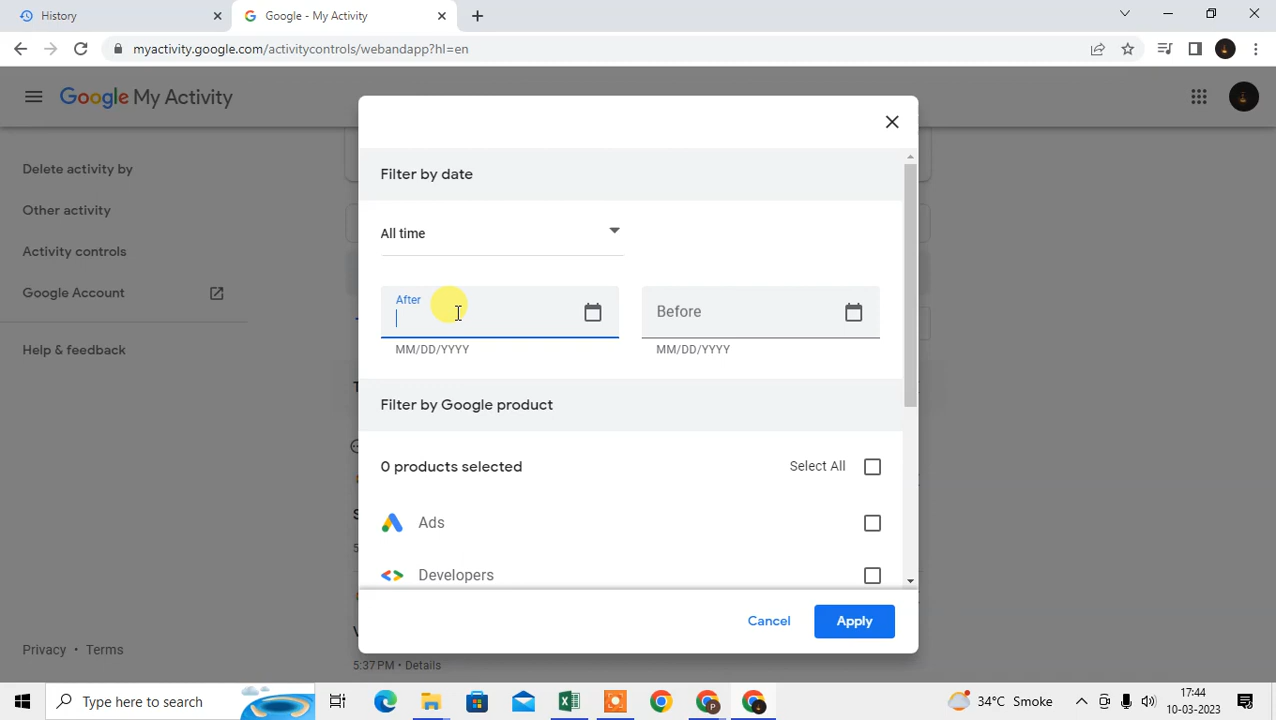 History
Google - My Activity
myactivity.google.com/activitycontrols/webandapp?hl=en
Google My Activity
Delete activity by
Other activity
Activity controls
Google Account
Help & feedback
Privacy • Terms
Filter by date
All time
After
MM/DD/YYYY
Before
MM/DD/YYYY
Filter by Google product
0 products selected
Select All
Ads
Developers
Cancel
Apply
5:37 PM • Details
Type here to search
34°C Smoke
17:44
10-03-2023